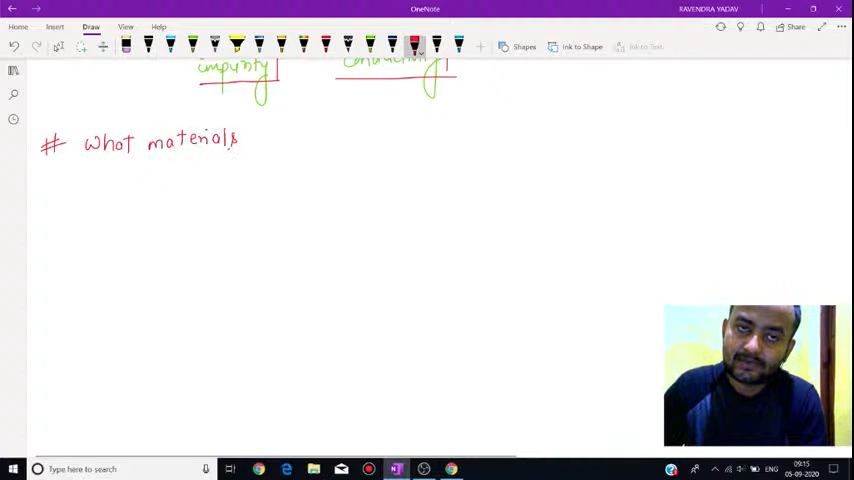 OneNote
RAVENDRA YADAV
Home Insert Draw View Help
Share
Shapes Ink to Shape Ink to Text
impurity conductivity
# What materials
Type here to search
ENG
09:15
05-09-2020